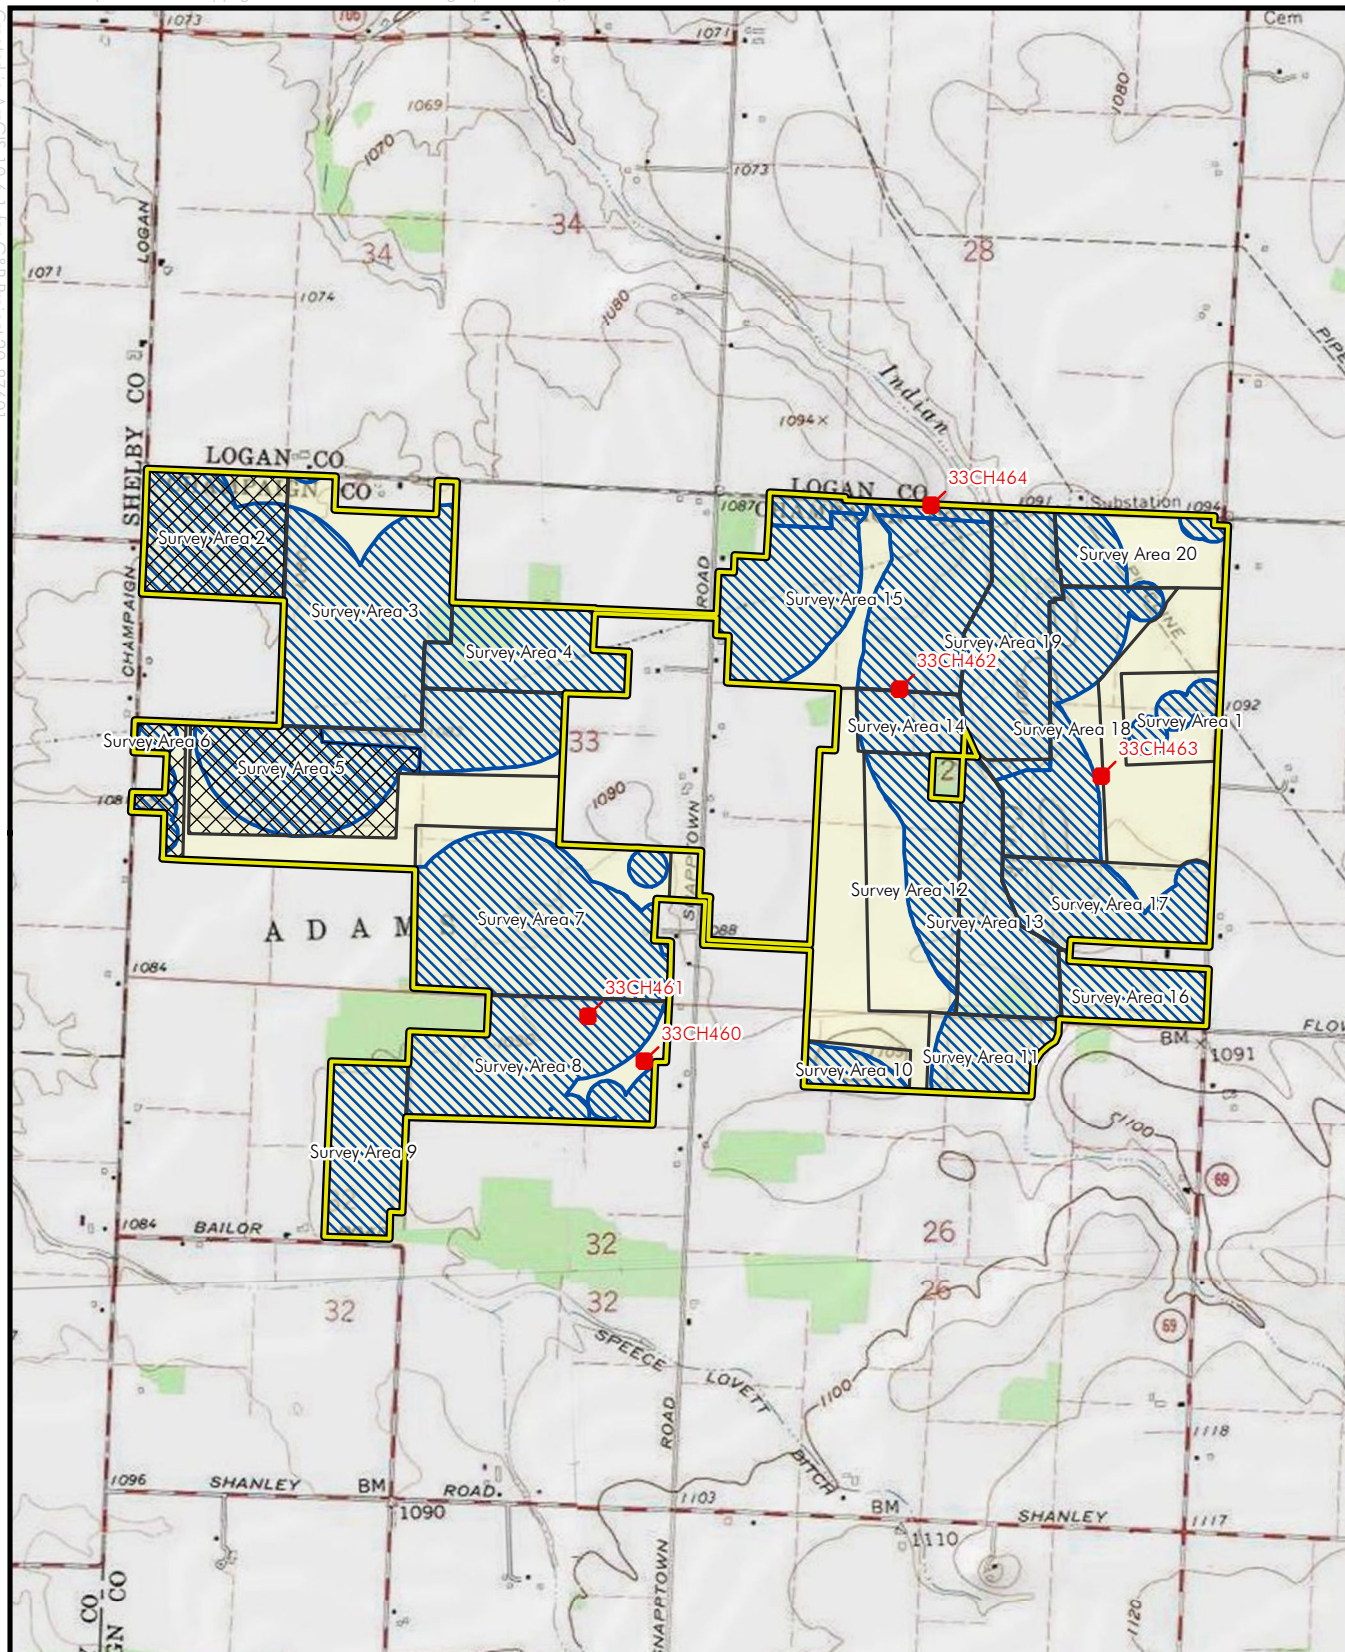 1073
106
1071
Cem
1080
1069
1070
1073
LOGAN
34
34
28
1071
1074
1080
PIPE
SHELBY CO
Indian
1094×
LOGAN CO
CO
LOGAN CO
33CH464
1091
Substation
1094
1087
Survey Area 2
Survey Area 20
ROAD
Survey Area 15
Survey Area 3
CHAMPAIGN
Survey Area 4
Survey Area 19
33CH462
1092
Survey Area 6
33
Survey Area 14
Survey Area 18
Survey Area 1
33CH463
Survey Area 5
2
1090
Survey Area 12
Survey Area 17
Survey Area 7
Survey Area 13
ADAMS
SNAPPTOWN
088
1084
33CH461
Survey Area 16
33CH460
FLOW
BM
1091
Survey Area 8
Survey Area 10
Survey Area 11
1100
Survey Area 9
69
1084
BAILOR
32
26
26
32
32
69
SPEECE
LOVETT
DITCH
1100
ROAD
1118
1096
SHANLEY
BM
ROAD
1103
BM
SHANLEY
1117
1090
1110
SNAPPTOWN
1120
CO
GN CO